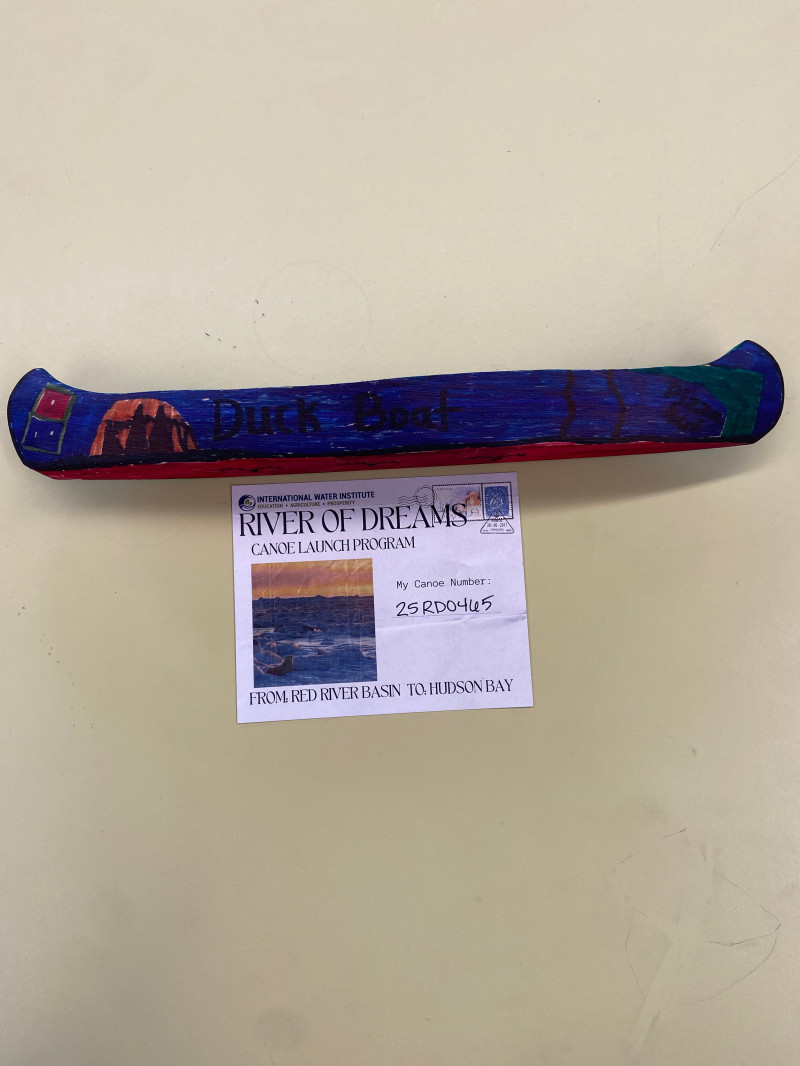 Duck Boat
INTERNATIONAL WATER INSTITUTE
EDUCATION • AGRICULTURE • PROSPERITY
RIVER OF DREAMS
CANOE LAUNCH PROGRAM
My Canoe Number:
25RD0465
FROM: RED RIVER BASIN TO: HUDSON BAY